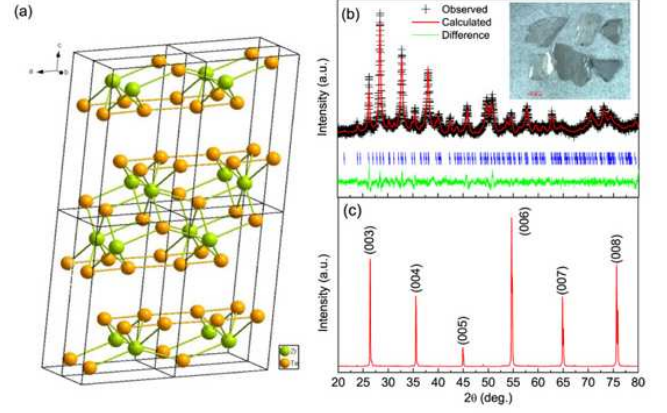 (a)
c
Zr
Te
(b)
Observed
Calculated
Difference
Intensity (a.u.)
(c)
(003)
(004)
(005)
(006)
(007)
(008)
Intensity (a.u.)
20 25 30 35 40 45 50 55 60 65 70 75 80
2θ (deg.)